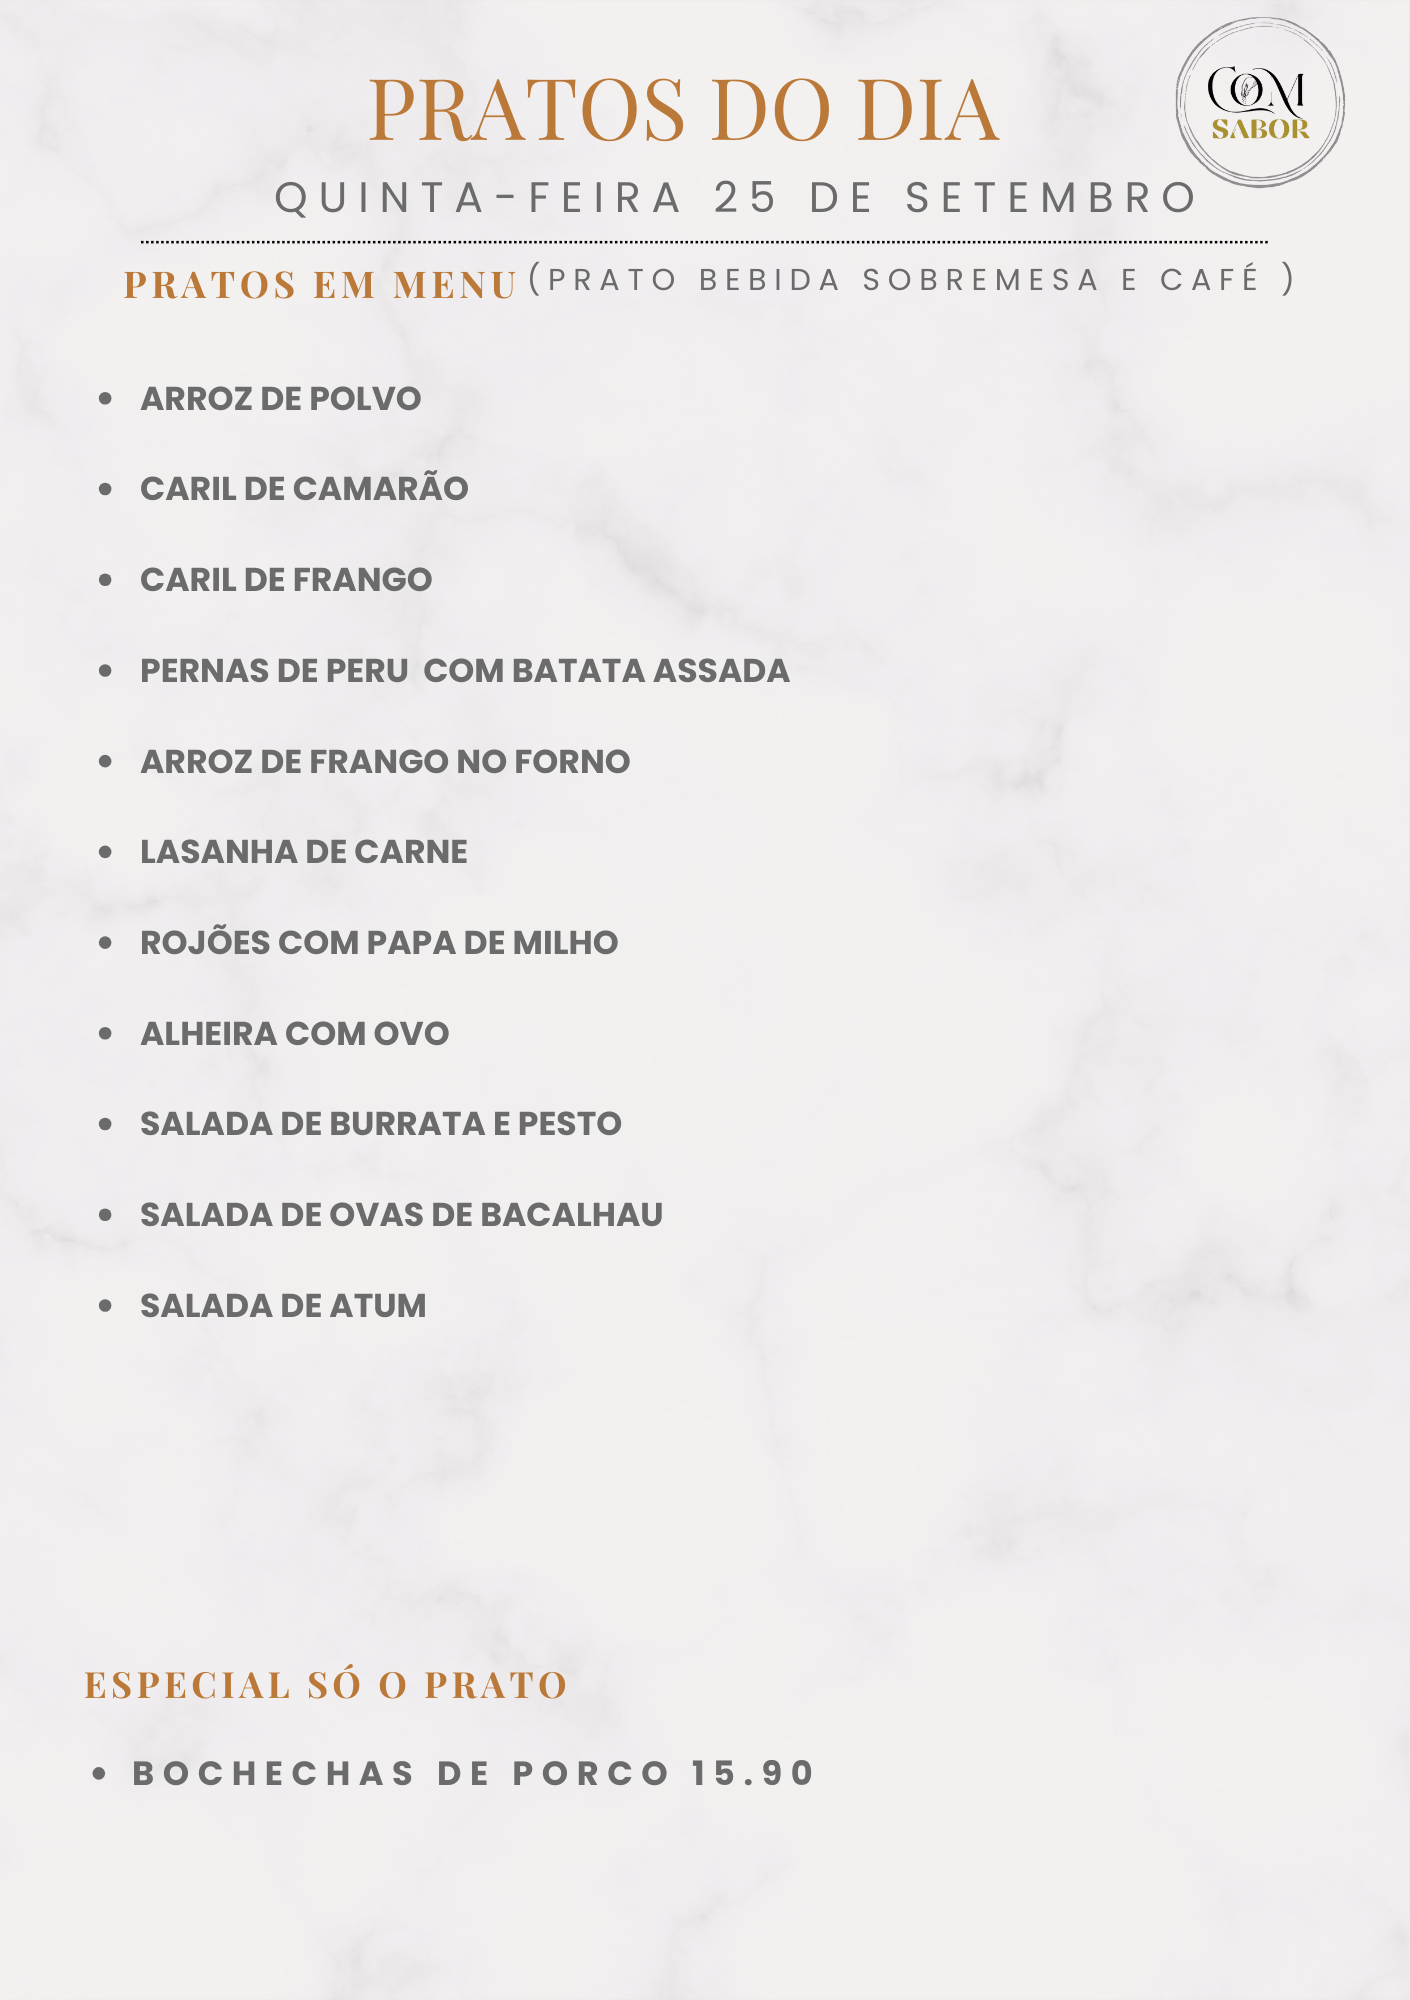 COM
SABOR
PRATOS DO DIA
QUINTA-FEIRA 25 DE SETEMBRO
PRATOS EM MENU (PRATO BEBIDA SOBREMESA E CAFÉ )
• ARROZ DE POLVO
• CARIL DE CAMARÃO
• CARIL DE FRANGO
• PERNAS DE PERU  COM BATATA ASSADA
• ARROZ DE FRANGO NO FORNO
• LASANHA DE CARNE
• ROJÕES COM PAPA DE MILHO
• ALHEIRA COM OVO
• SALADA DE BURRATA E PESTO
• SALADA DE OVAS DE BACALHAU
• SALADA DE ATUM
ESPECIAL SÓ O PRATO
• BOCHECHAS DE PORCO 15.90